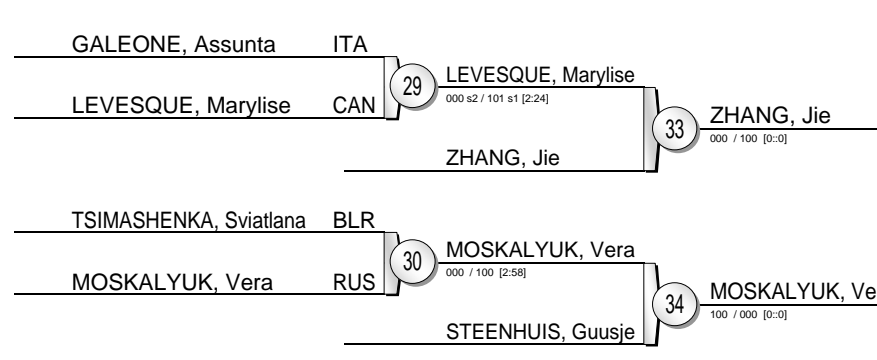 GALEONE, Assunta ITA
LEVESQUE, Marylise CAN
29
LEVESQUE, Marylise
000 s2 / 101 s1 [2:24]
ZHANG, Jie
33
ZHANG, Jie
000 / 100 [0::0]
TSIMASHENKA, Sviatlana BLR
MOSKALYUK, Vera RUS
30
MOSKALYUK, Vera
000 / 100 [2:58]
STEENHUIS, Guusje
34
MOSKALYUK, Ve
100 / 000 [0::0]